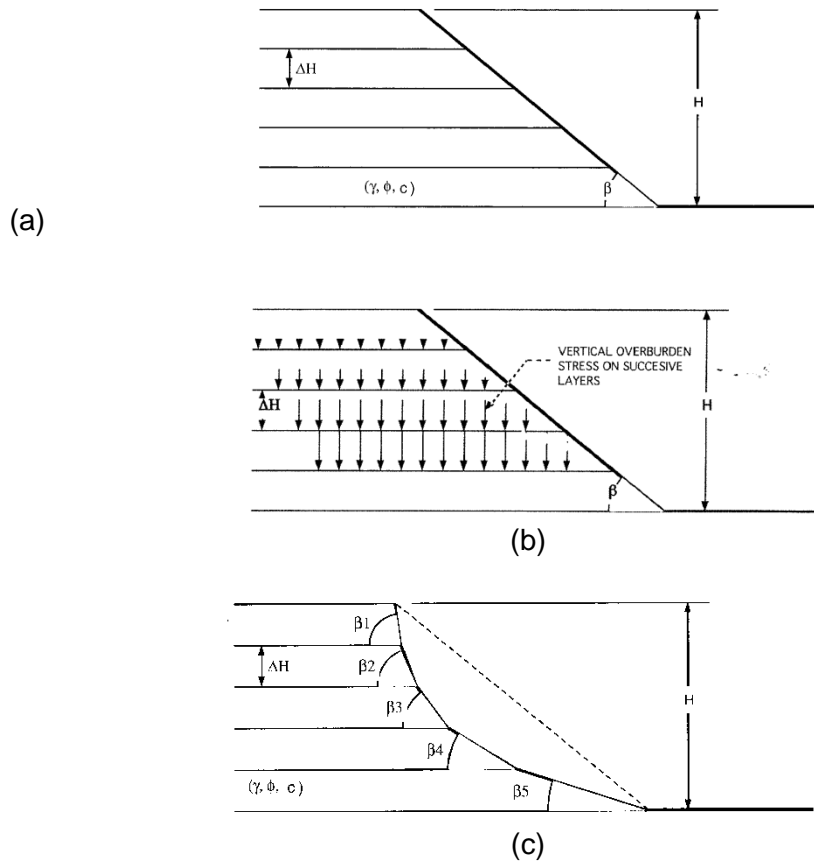 ΔH
H
(γ, ϕ, c)
β
(a)
VERTICAL OVERBURDEN
STRESS ON SUCCESIVE
LAYERS
ΔH
H
β
(b)
β1
ΔH
β2
β3
H
β4
(γ, ϕ, c)
β5
(c)